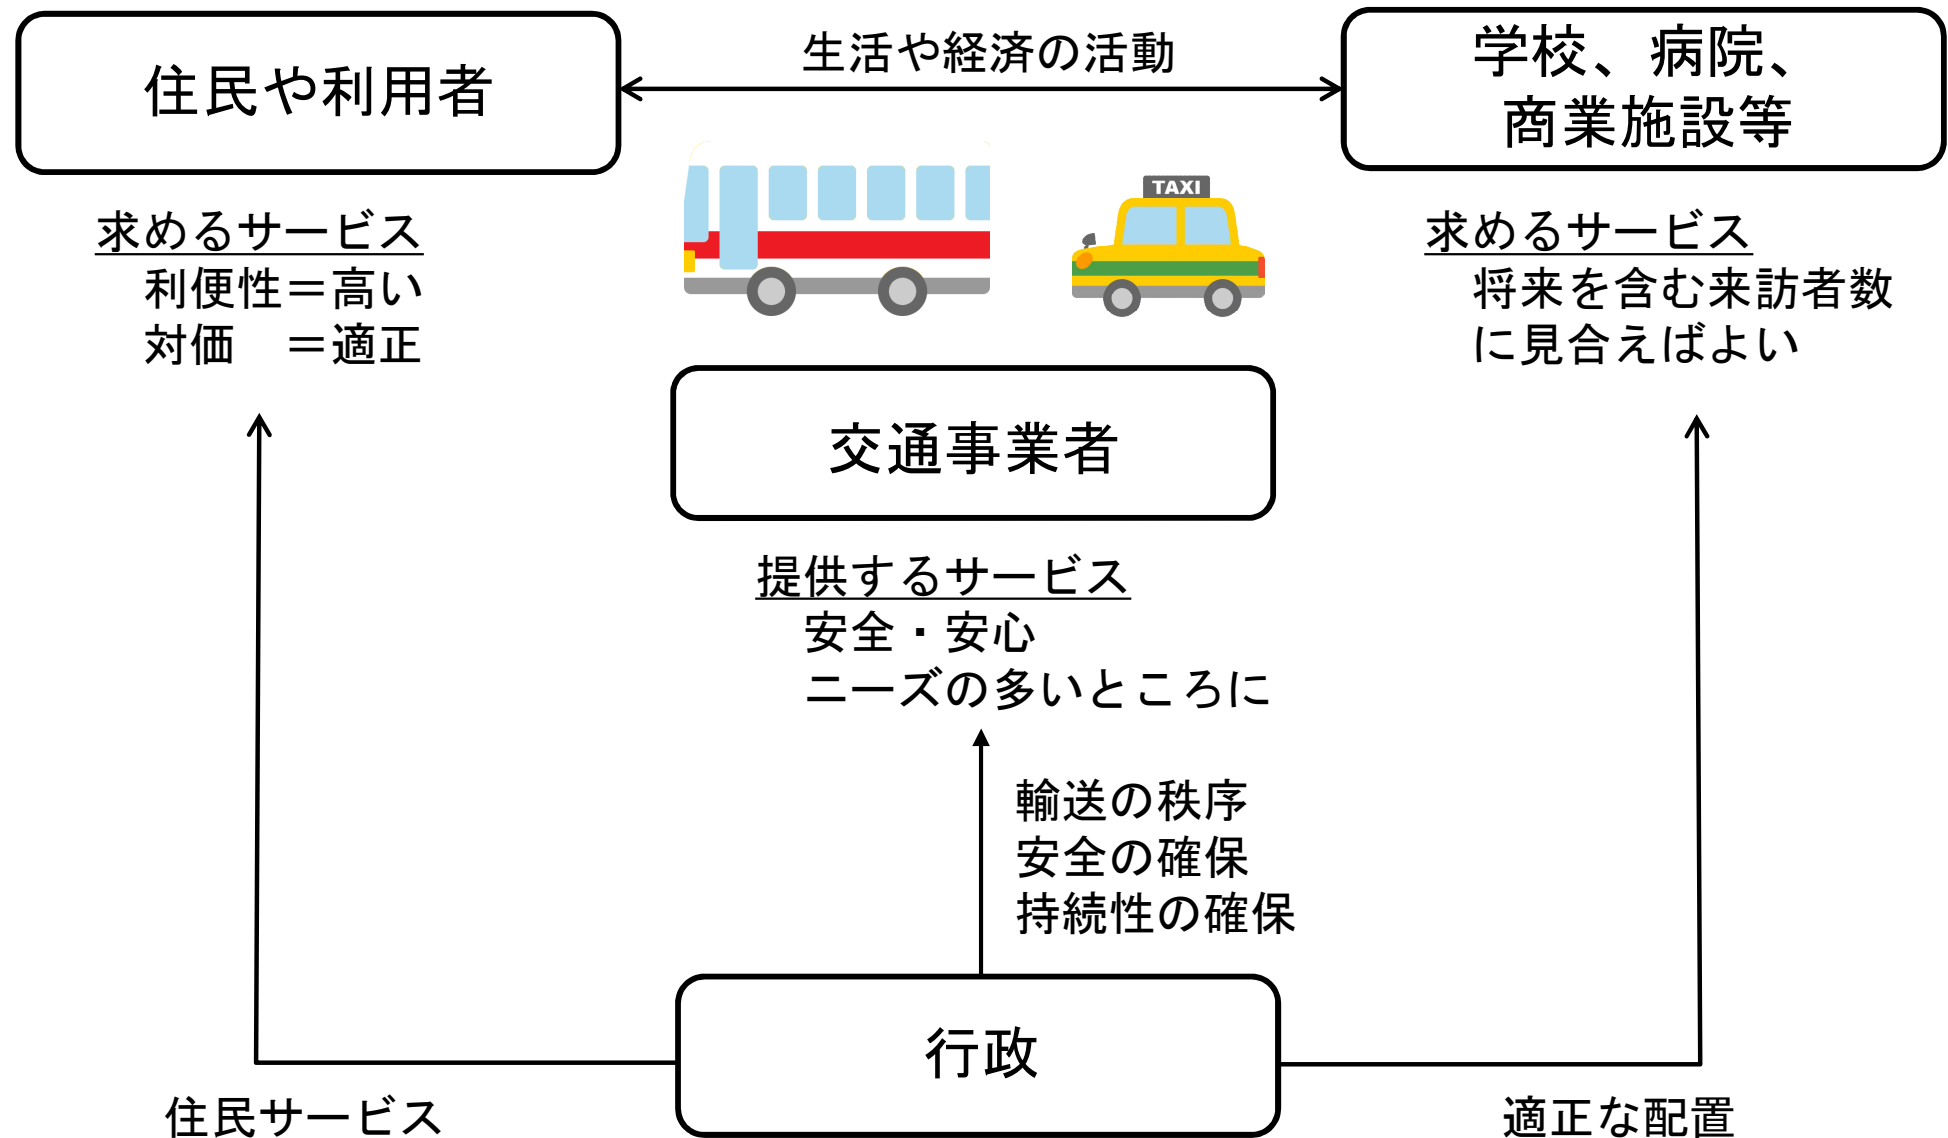 住民や利用者
生活や経済の活動
学校、病院、
商業施設等
TAXI
求めるサービス
利便性＝高い
対価　＝適正
求めるサービス
将来を含む来訪者数
に見合えばよい
交通事業者
提供するサービス
安全・安心
ニーズの多いところに
輸送の秩序
安全の確保
持続性の確保
行政
住民サービス
適正な配置